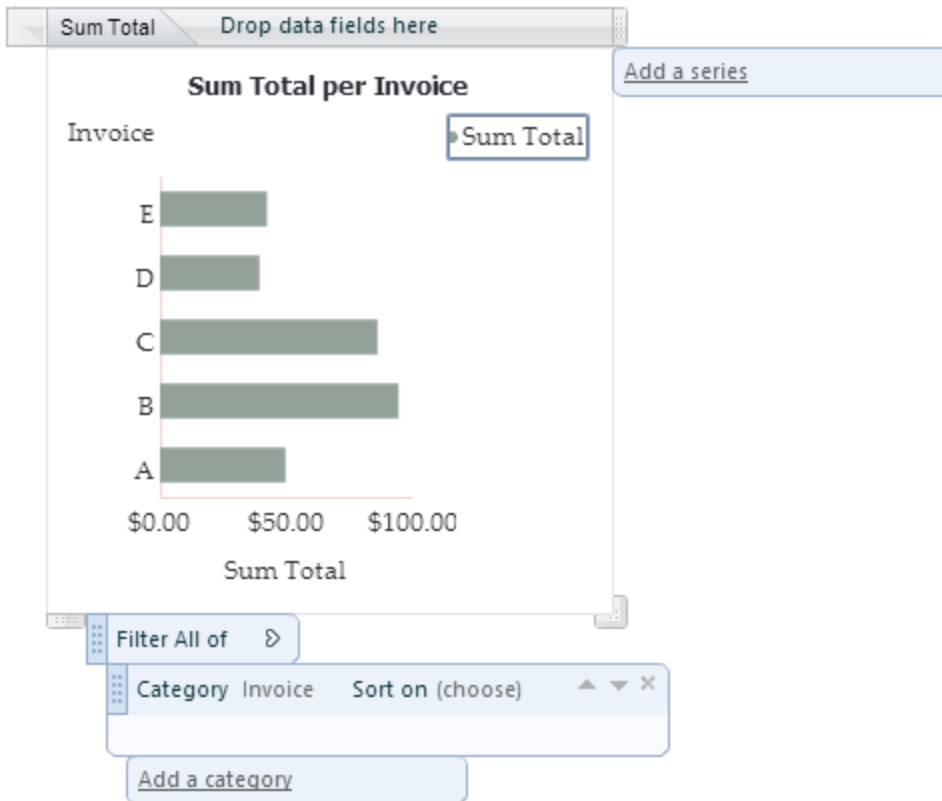 Sum Total Drop data fields here
Add a series
Sum Total per Invoice
Invoice
Sum Total
E
D
C
B
A
$0.00 $50.00 $100.00
Sum Total
Filter All of
Category Invoice Sort on (choose)
Add a category